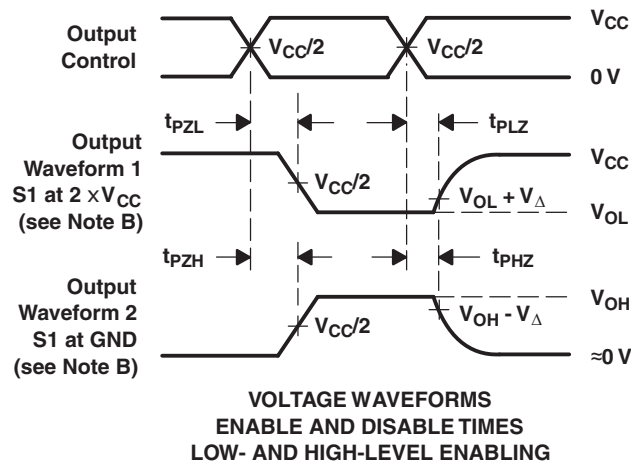 Output
Control
V_CC/2
V_CC/2
V_CC
0 V
t_PZL
t_PLZ
Output
Waveform 1
S1 at 2 × V_CC
(see Note B)
V_CC/2
V_CC
V_OL + V_Δ
V_OL
t_PZH
t_PHZ
Output
Waveform 2
S1 at GND
(see Note B)
V_CC/2
V_OH
V_OH - V_Δ
≈0 V
VOLTAGE WAVEFORMS
ENABLE AND DISABLE TIMES
LOW- AND HIGH-LEVEL ENABLING